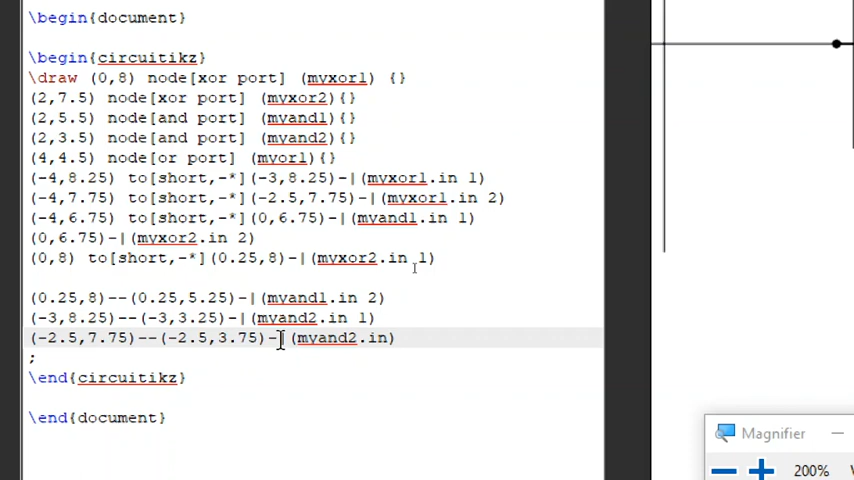 \begin{document}
\begin{circuitikz}
\draw (0,8) node[xor port] (myxor1) {}
(2,7.5) node[xor port] (myxor2){}
(2,5.5) node[and port] (myand1){}
(2,3.5) node[and port] (myand2){}
(4,4.5) node[or port] (myor1){}
(-4,8.25) to[short,-*](-3,8.25)-|(myxor1.in 1)
(-4,7.75) to[short,-*](-2.5,7.75)-|(myxor1.in 2)
(-4,6.75) to[short,-*](0,6.75)-|(myand1.in 1)
(0,6.75)-|(myxor2.in 2)
(0,8) to[short,-*](0.25,8)-|(myxor2.in 1)
(0.25,8)--(0.25,5.25)-|(myand1.in 2)
(-3,8.25)--(-3,3.25)-|(myand2.in 1)
(-2.5,7.75)--(-2.5,3.75)-|(myand2.in)
;
\end{circuitikz}
\end{document}
Magnifier
200%